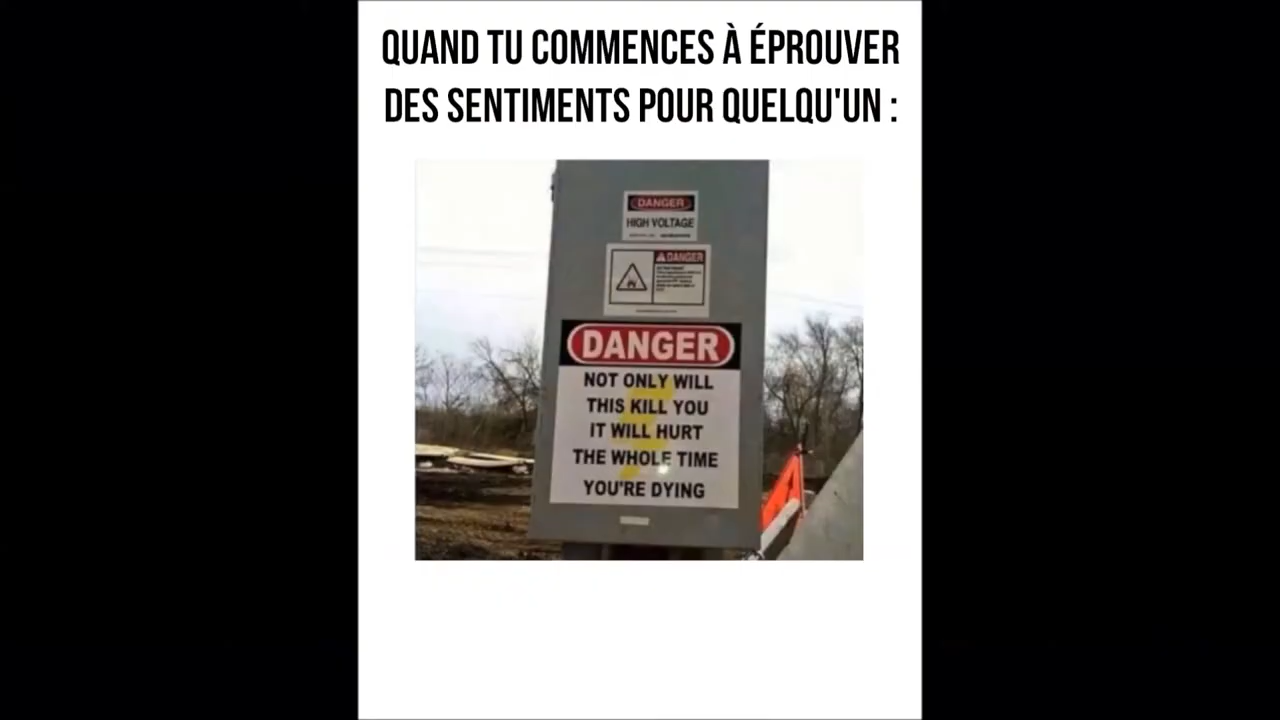 QUAND TU COMMENCES À ÉPROUVER
DES SENTIMENTS POUR QUELQU'UN :
DANGER
HIGH VOLTAGE
DANGER
DANGER
NOT ONLY WILL
THIS KILL YOU
IT WILL HURT
THE WHOLE TIME
YOU'RE DYING